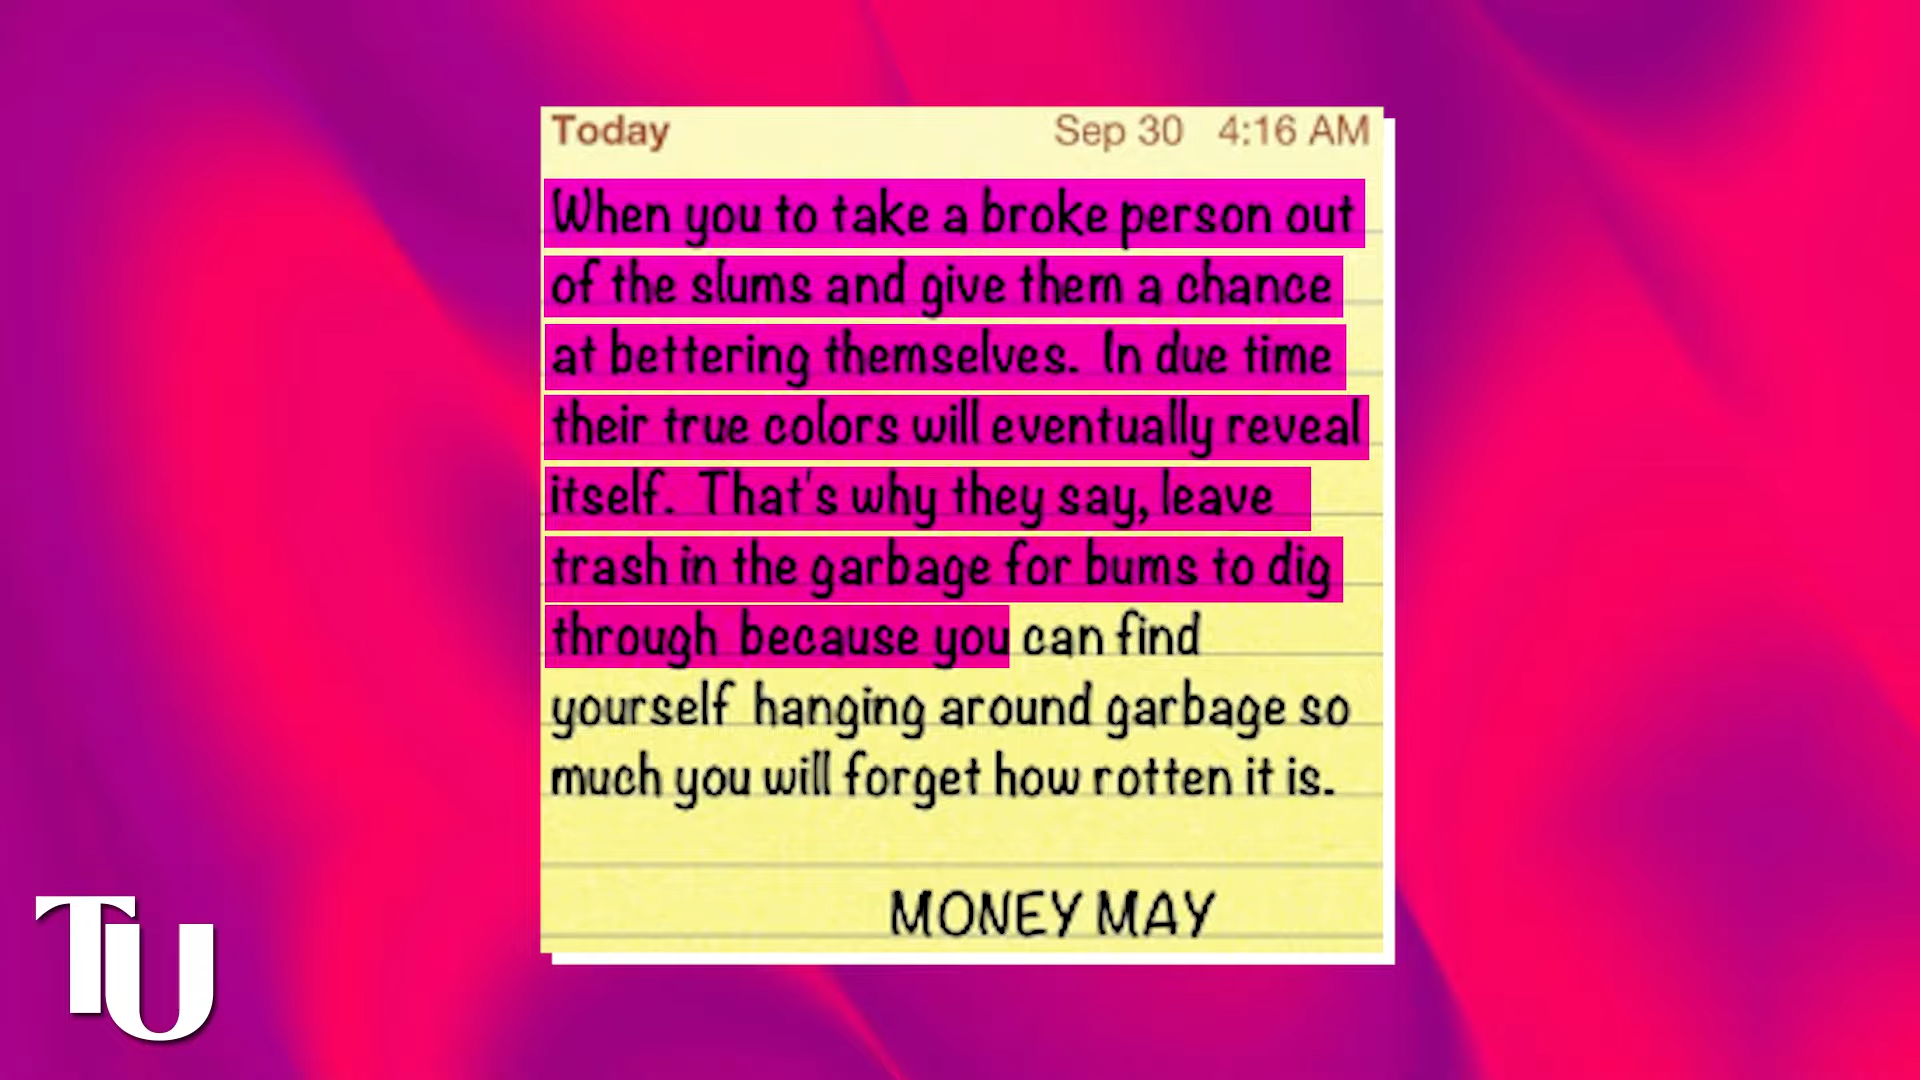 Today Sep 30 4:16 AM
When you to take a broke person out
of the slums and give them a chance
at bettering themselves. In due time
their true colors will eventually reveal
itself. That's why they say, leave
trash in the garbage for bums to dig
through because you can find
yourself hanging around garbage so
much you will forget how rotten it is.
MONEY MAY
TU